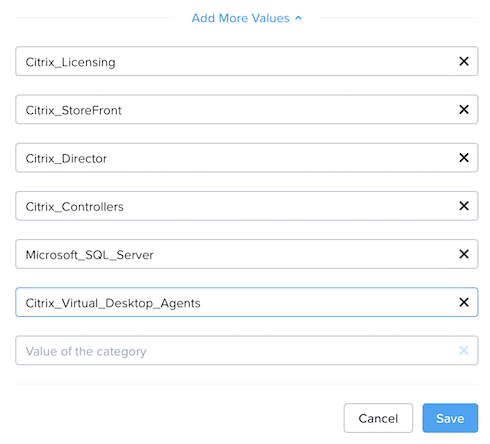 Add More Values
Citrix_Licensing
Citrix_StoreFront
Citrix_Director
Citrix_Controllers
Microsoft_SQL_Server
Citrix_Virtual_Desktop_Agents
Value of the category
Cancel Save